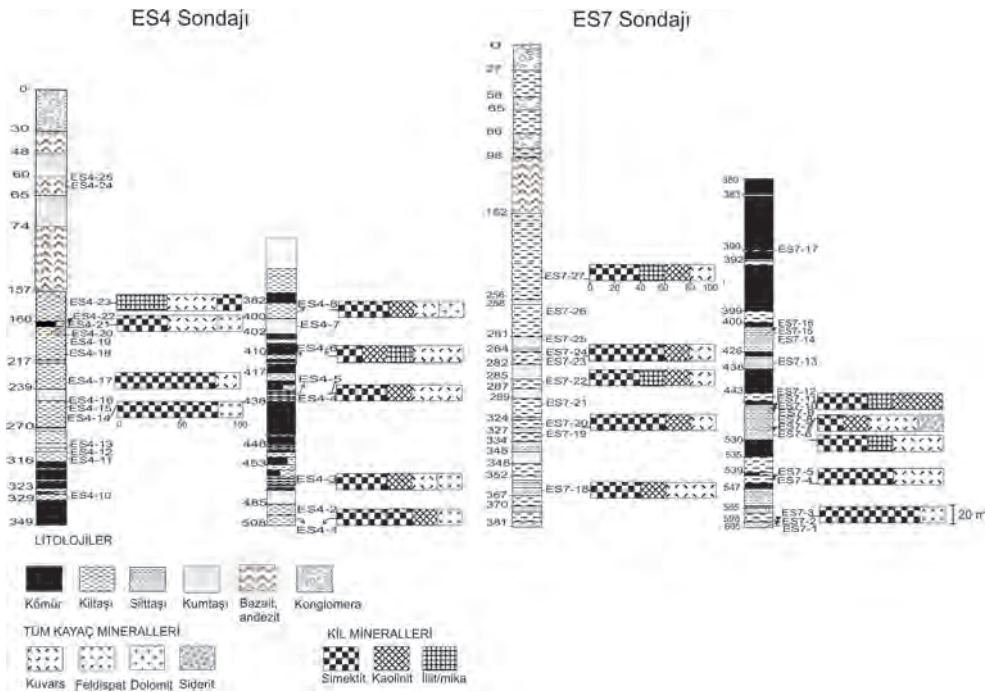 ES4 Sondajı
ES7 Sondajı
0
30
48
60
65
74
157
160
217
239
270
316
323
329
349
ES4-25
ES4-24
ES4-23
ES4-22
ES4-21
ES4-20
ES4-19
ES4-18
ES4-17
ES4-16
ES4-15
ES4-14
ES4-13
ES4-12
ES4-11
ES4-10
0 50 100
382
400
402
410
417
436
448
453
485
508
ES4-8
ES4-7
ES4-6
ES4-5
ES4-4
ES4-3
ES4-2
ES4-1
0
27
58
65
86
98
162
256
258
261
264
282
285
287
289
324
327
334
345
348
352
367
370
381
ES7-27
ES7-26
ES7-25
ES7-24
ES7-23
ES7-22
ES7-21
ES7-20
ES7-19
ES7-18
0 20 40 60 80 100
380
383
390
392
399
400
426
436
443
530
535
539
547
585
ES7-17
ES7-16
ES7-15
ES7-14
ES7-13
ES7-12
ES7-6
ES7-5
ES7-4
ES7-3
ES7-2
ES7-1
20 m
LİTOLOJİLER
Kömür Kiltaşı Silttaşı Kumtaşı Bazalt, andezit Konglomera
TÜM KAYAÇ MİNERALLERİ
Kuvars Feldispat Dolomit Siderit
KİL MİNERALLERİ
Simektit Kaolinit İllit/mika